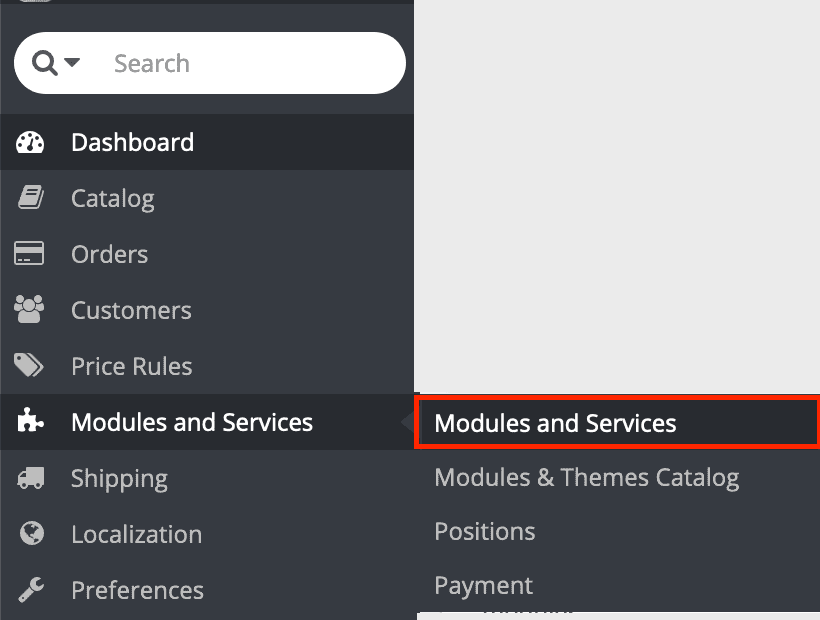 Search
Dashboard
Catalog
Orders
Customers
Price Rules
Modules and Services
Shipping
Localization
Preferences
Modules and Services
Modules & Themes Catalog
Positions
Payment